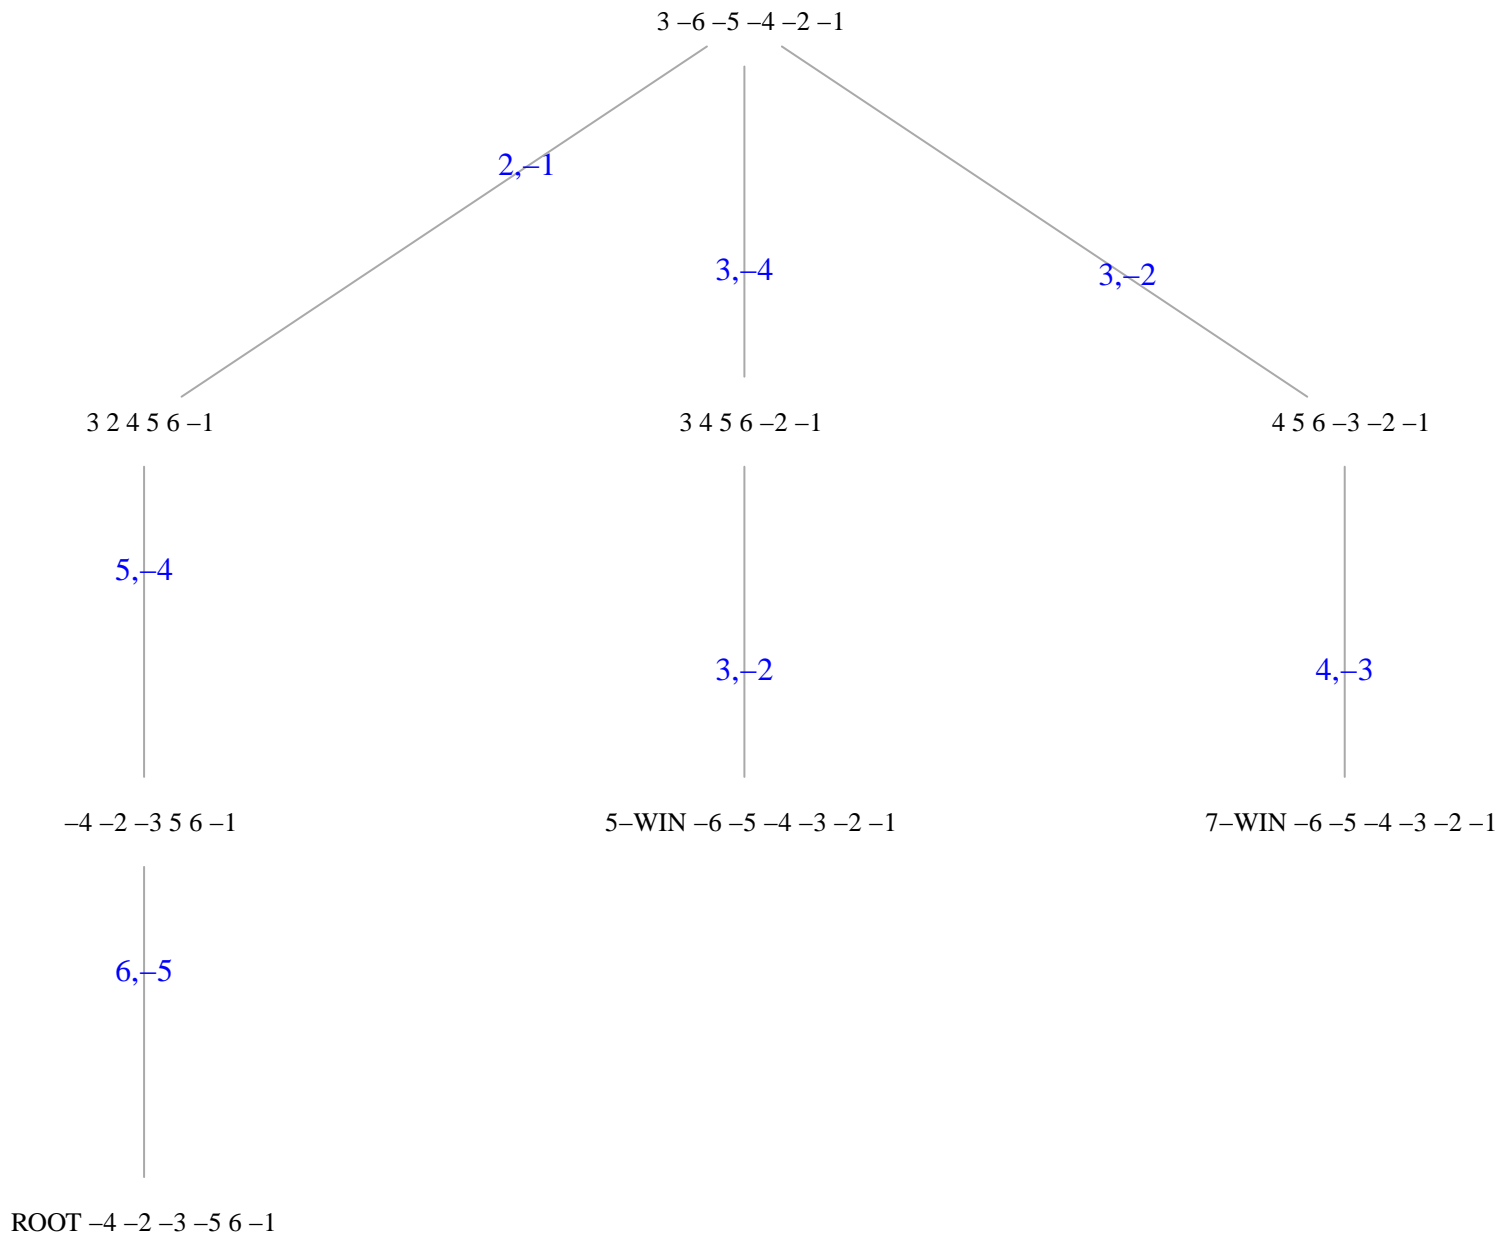 3 –6 –5 –4 –2 –1
2,–1
3,–4
3,–2
3 2 4 5 6 –1
3 4 5 6 –2 –1
4 5 6 –3 –2 –1
5,–4
3,–2
4,–3
–4 –2 –3 5 6 –1
5–WIN –6 –5 –4 –3 –2 –1
7–WIN –6 –5 –4 –3 –2 –1
6,–5
ROOT –4 –2 –3 –5 6 –1